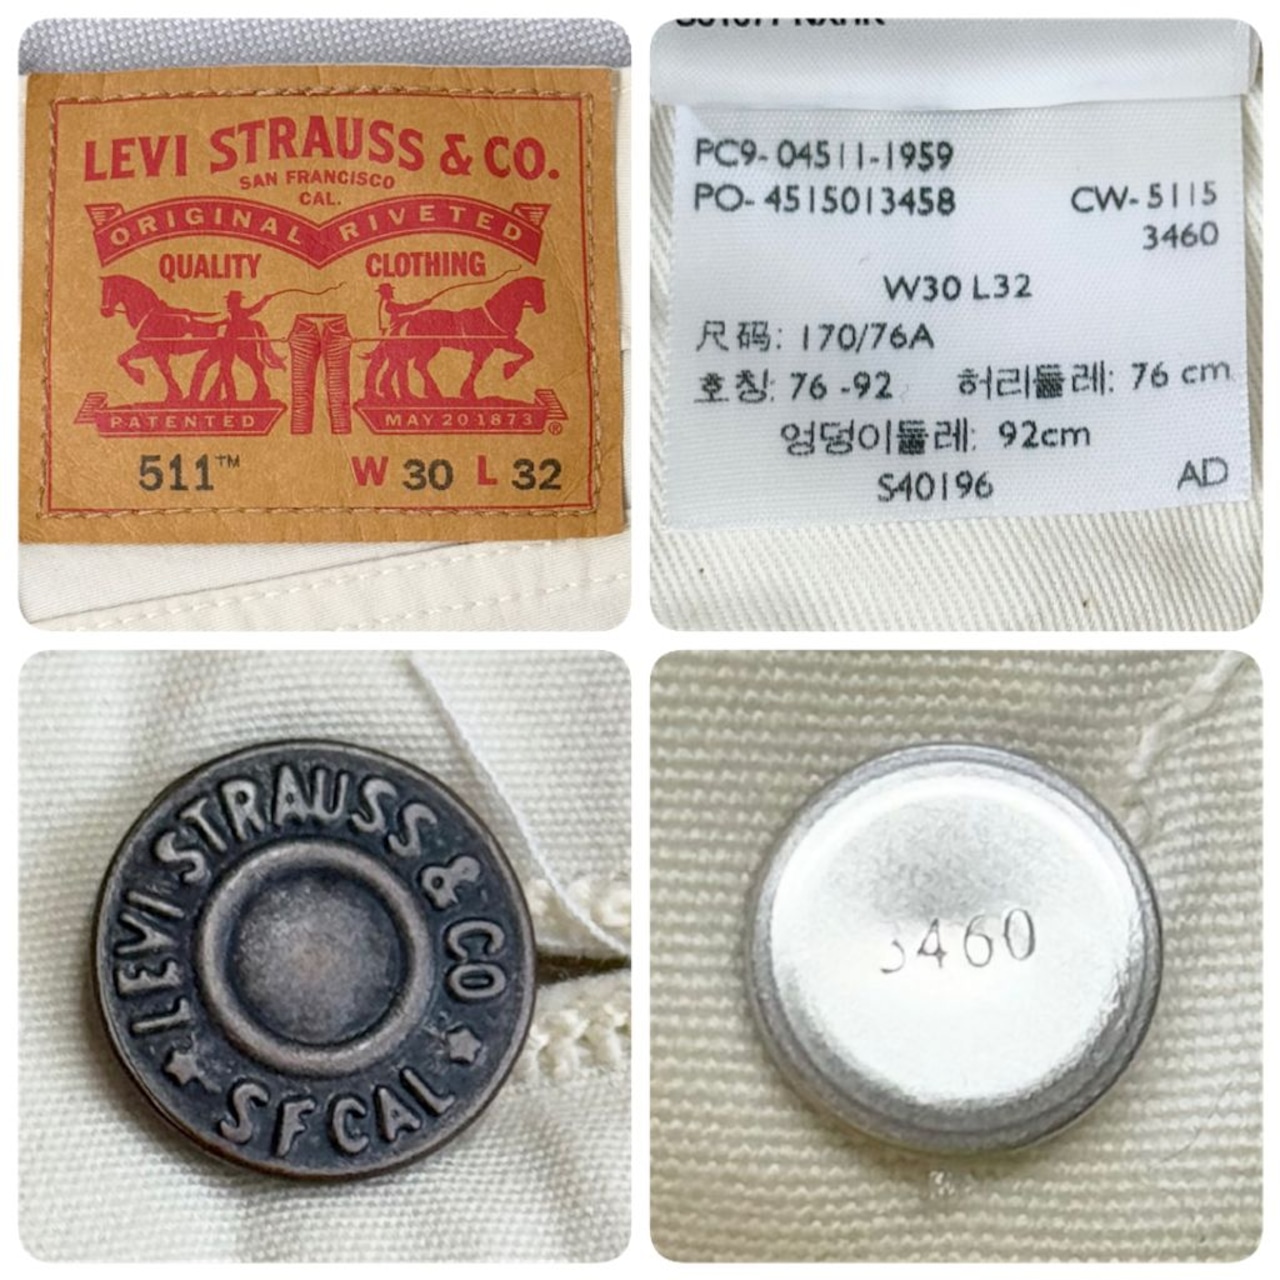 LEVI STRAUSS & CO.
SAN FRANCISCO
CAL.
ORIGINAL RIVETED
QUALITY CLOTHING
PATENTED MAY 20 1873 ®
511™ W 30 L 32
PC9- 04511-1959
PO- 4515013458 CW- 5115
3460
W30 L32
尺码: 170/76A
호칭: 76 -92 허리둘레: 76 cm
엉덩이둘레: 92cm
S40196 AD
LEVI STRAUSS & CO
SFCAL
3460